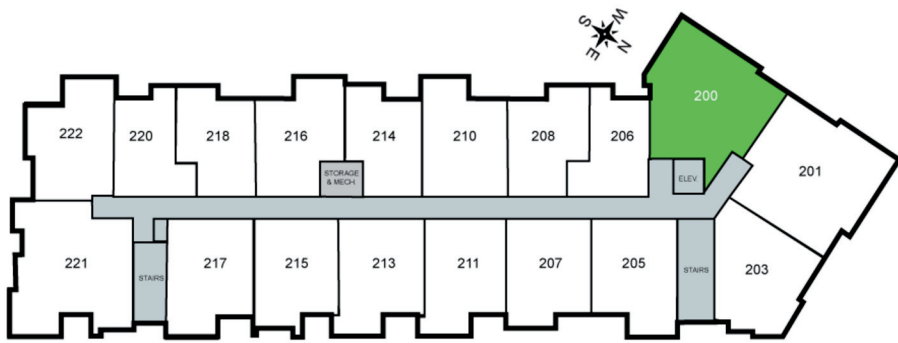 W
S
N
E
200
222
220
218
216
214
210
208
206
201
STORAGE
& MECH.
ELEV.
221
217
215
213
211
207
205
203
STAIRS
STAIRS